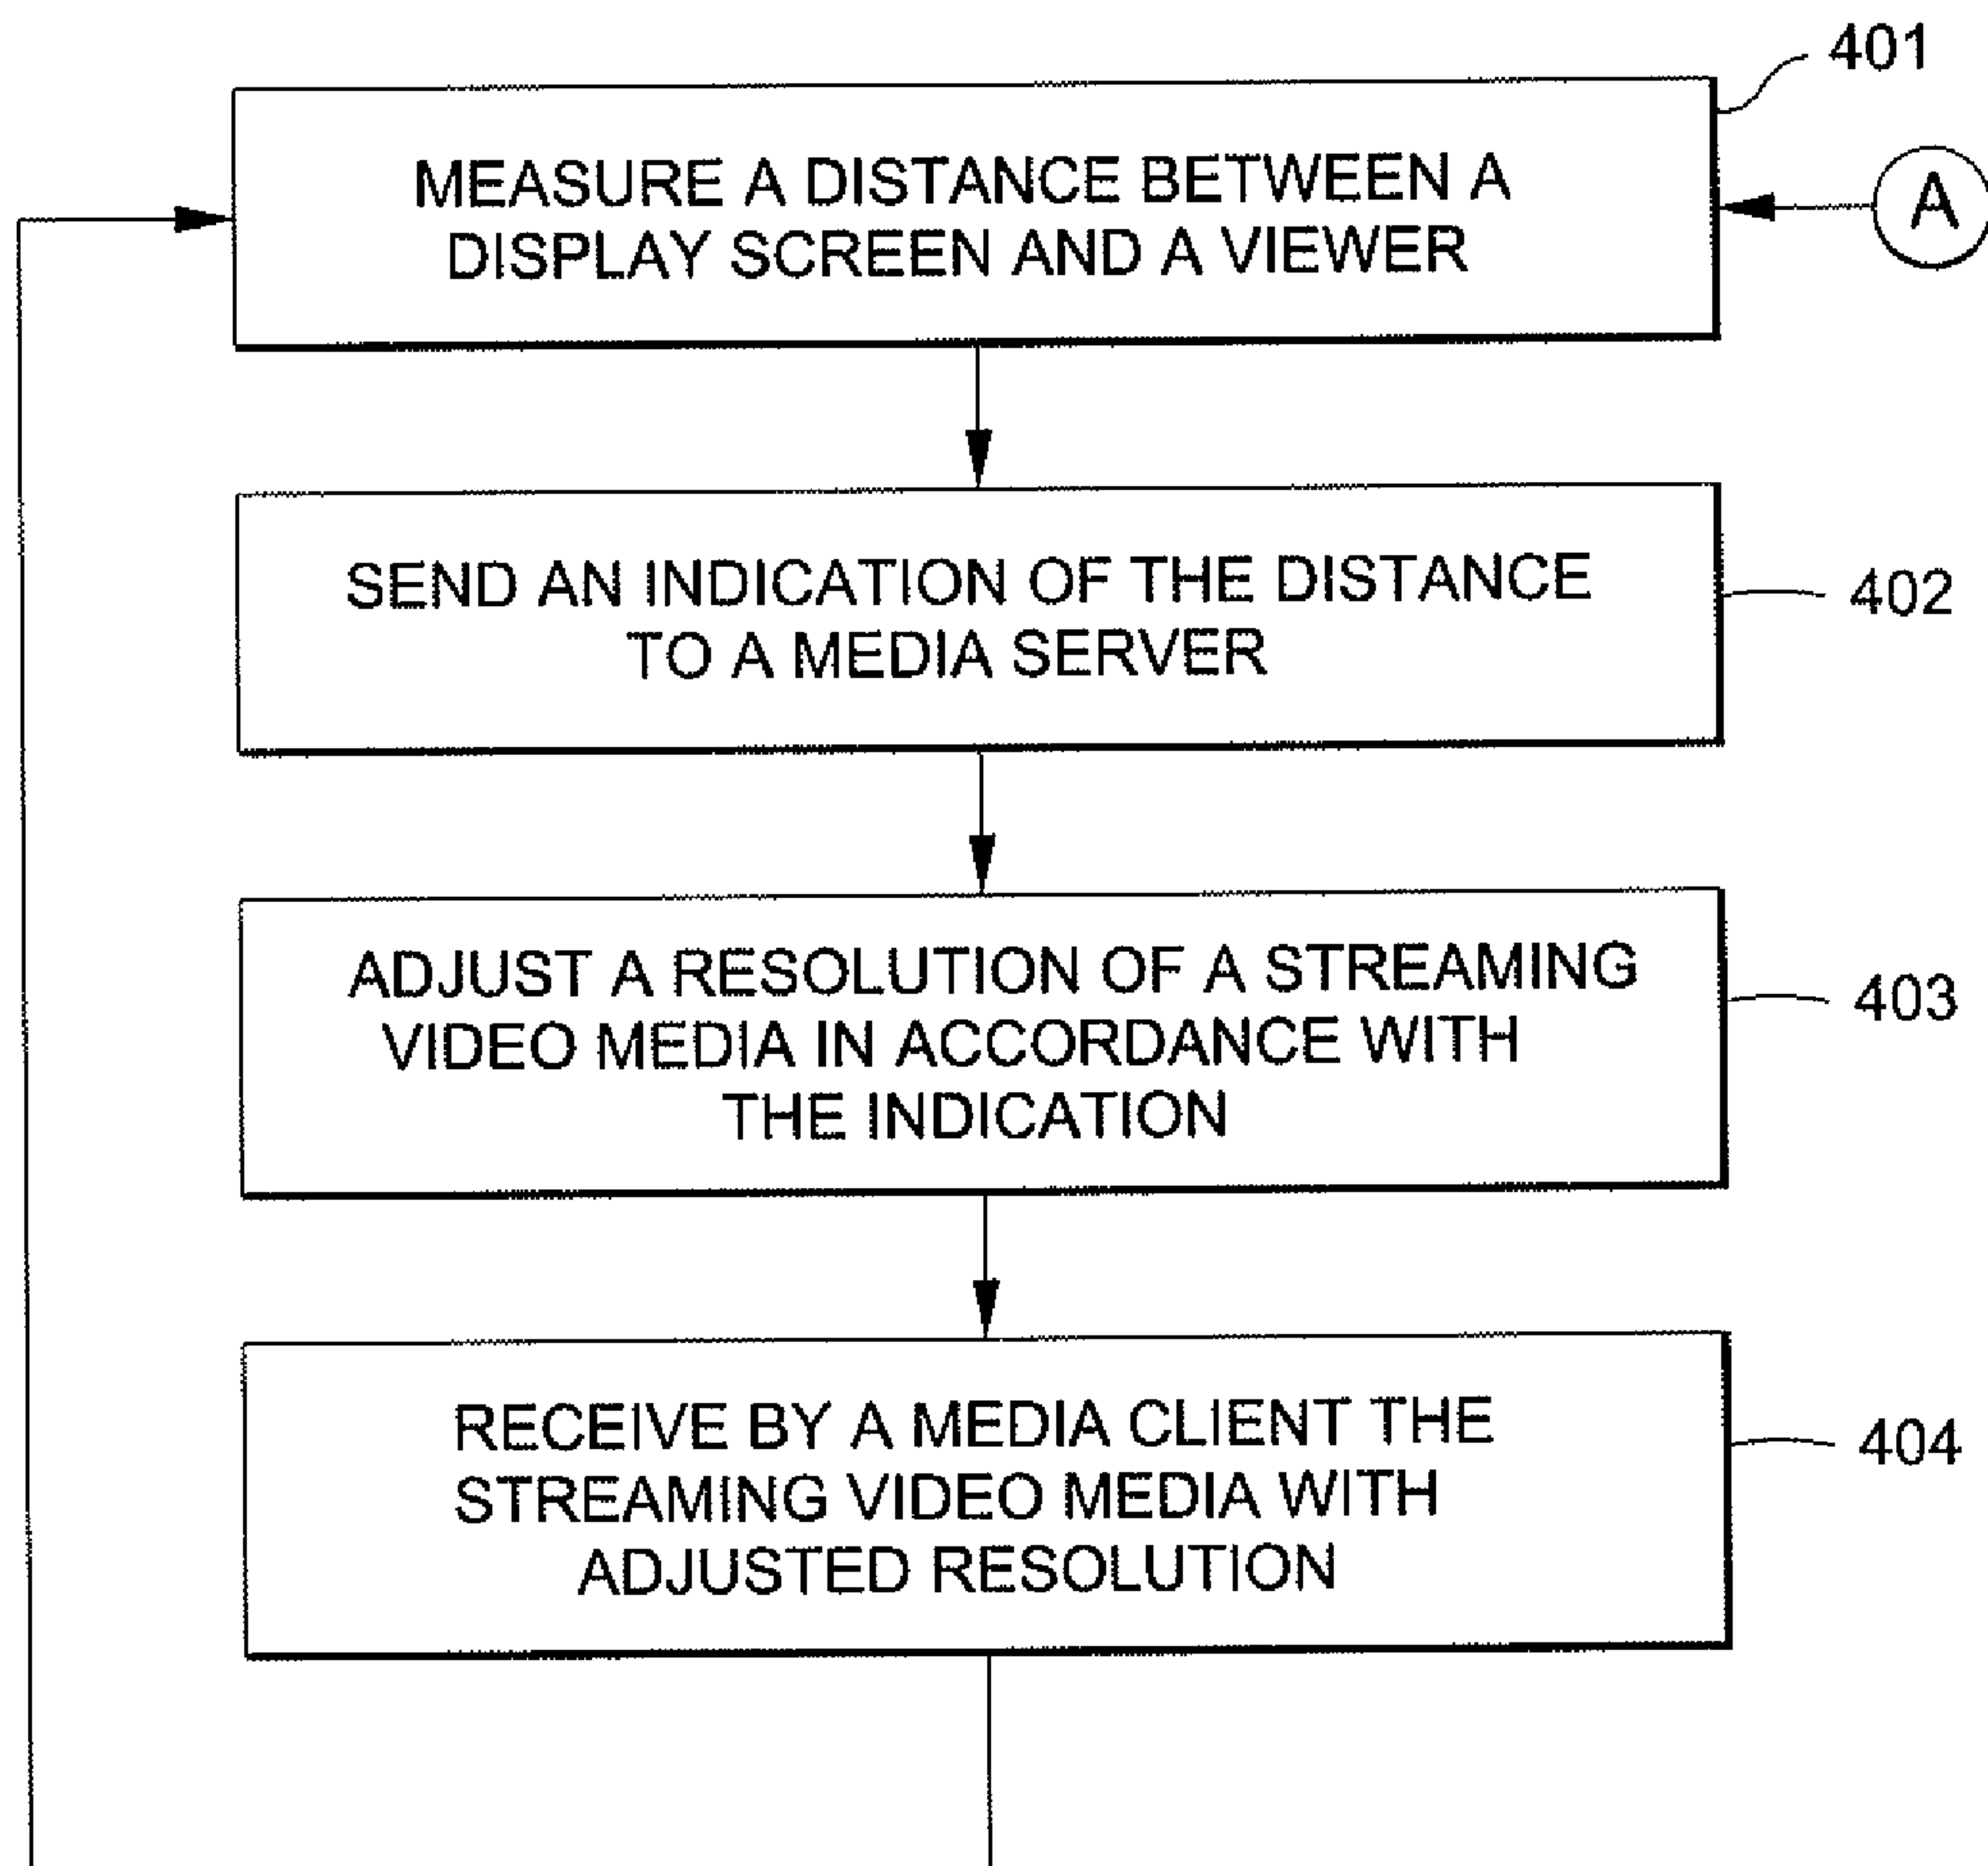 401
MEASURE A DISTANCE BETWEEN A
DISPLAY SCREEN AND A VIEWER
A
SEND AN INDICATION OF THE DISTANCE
TO A MEDIA SERVER
402
ADJUST A RESOLUTION OF A STREAMING
VIDEO MEDIA IN ACCORDANCE WITH
THE INDICATION
403
RECEIVE BY A MEDIA CLIENT THE
STREAMING VIDEO MEDIA WITH
ADJUSTED RESOLUTION
404